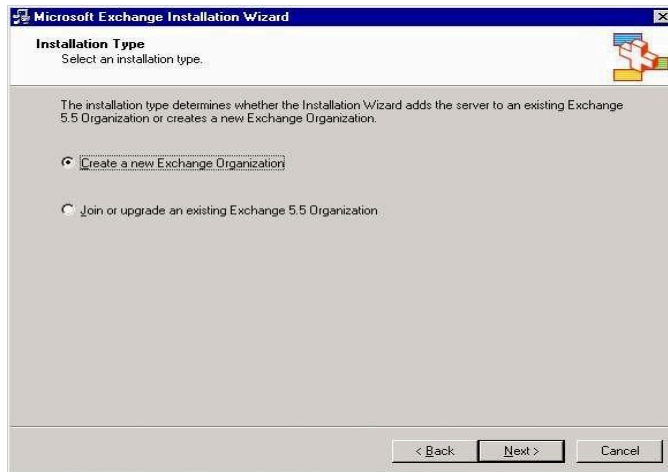 Microsoft Exchange Installation Wizard
Installation Type
Select an installation type.
The installation type determines whether the Installation Wizard adds the server to an existing Exchange
5.5 Organization or creates a new Exchange Organization.
Create a new Exchange Organization
Join or upgrade an existing Exchange 5.5 Organization
< Back Next > Cancel